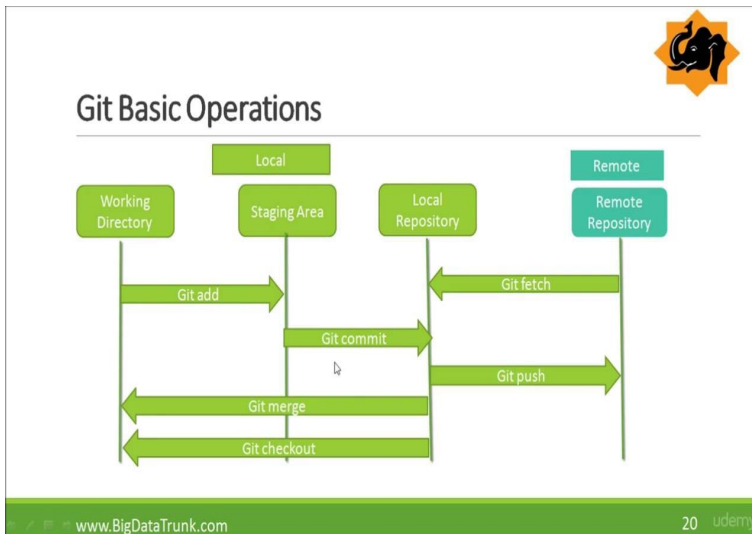 Git Basic Operations
Local
Remote
Working
Directory
Staging Area
Local
Repository
Remote
Repository
Git add
Git fetch
Git commit
Git push
Git merge
Git checkout
www.BigDataTrunk.com
20
udemy